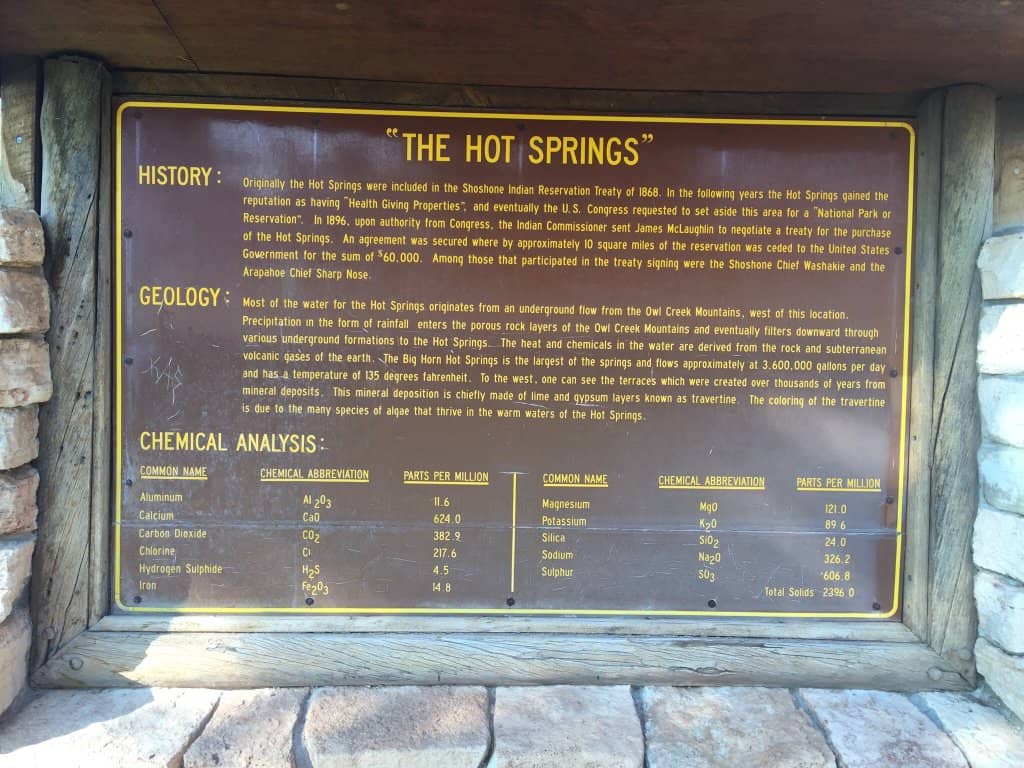 "THE HOT SPRINGS"
HISTORY:
Originally the Hot Springs were included in the Shoshone Indian Reservation Treaty of 1868. In the following years the Hot Springs gained the
reputation as having "Health Giving Properties", and eventually the U.S. Congress requested to set aside this area for a "National Park or
Reservation". In 1896, upon authority from Congress, the Indian Commissioner sent James McLaughlin to negotiate a treaty for the purchase
of the Hot Springs. An agreement was secured where by approximately 10 square miles of the reservation was ceded to the United States
Government for the sum of $60,000. Among those that participated in the treaty signing were the Shoshone Chief Washakie and the
Arapahoe Chief Sharp Nose.
GEOLOGY:
Most of the water for the Hot Springs originates from an underground flow from the Owl Creek Mountains, west of this location.
Precipitation in the form of rainfall enters the porous rock layers of the Owl Creek Mountains and eventually filters downward through
various underground formations to the Hot Springs. The heat and chemicals in the water are derived from the rock and subterranean
volcanic gases of the earth. The Big Horn Hot Springs is the largest of the springs and flows approximately at 3,600,000 gallons per day
and has a temperature of 135 degrees fahrenheit. To the west, one can see the terraces which were created over thousands of years from
mineral deposits. This mineral deposition is chiefly made of lime and gypsum layers known as travertine. The coloring of the travertine
is due to the many species of algae that thrive in the warm waters of the Hot Springs.
CHEMICAL ANALYSIS:
COMMON NAME CHEMICAL ABBREVIATION PARTS PER MILLION
Aluminum Al2O3 11.6
Calcium CaO 624.0
Carbon Dioxide CO2 382.9
Chlorine Cl 217.6
Hydrogen Sulphide H2S 4.5
Iron Fe2O3 14.8
COMMON NAME CHEMICAL ABBREVIATION PARTS PER MILLION
Magnesium MgO 121.0
Potassium K2O 89.6
Silica SiO2 24.0
Sodium Na2O 326.2
Sulphur SO3 606.8
Total Solids 2396.0